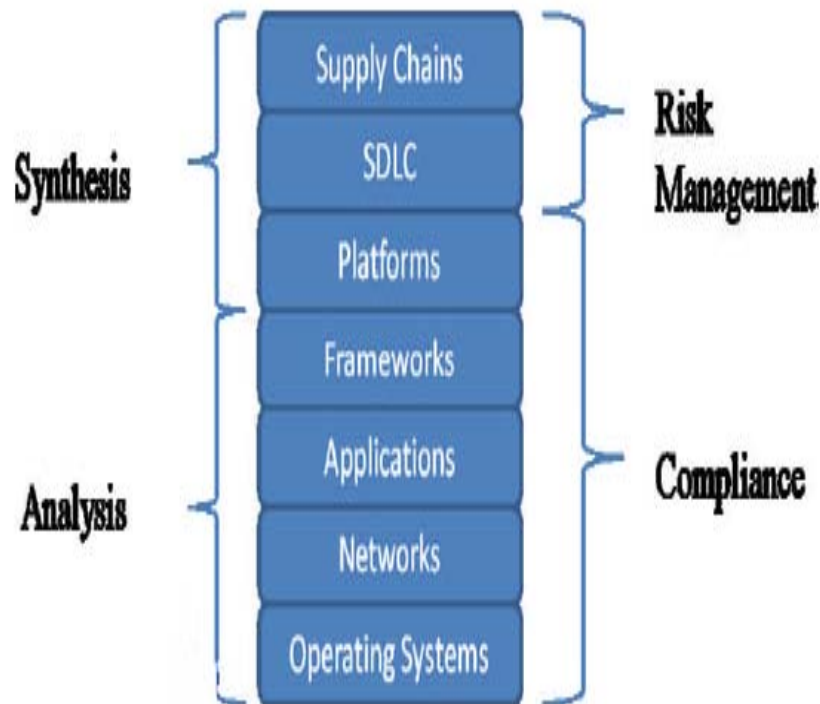 Supply Chains
SDLC
Platforms
Frameworks
Applications
Networks
Operating Systems
Synthesis
Analysis
Risk
Management
Compliance